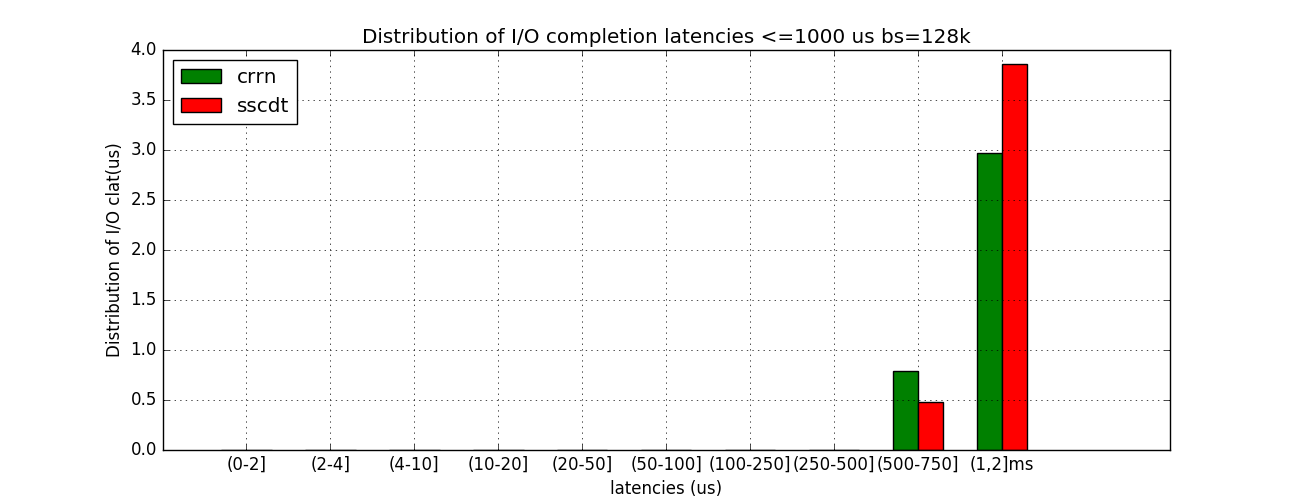 Distribution of I/O completion latencies <=1000 us bs=128k
crrn
sscdt
Distribution of I/O clat(us)
4.0
3.5
3.0
2.5
2.0
1.5
1.0
0.5
0.0
(0-2] (2-4] (4-10] (10-20] (20-50] (50-100] (100-250] (250-500] (500-750] (1,2]ms
latencies (us)